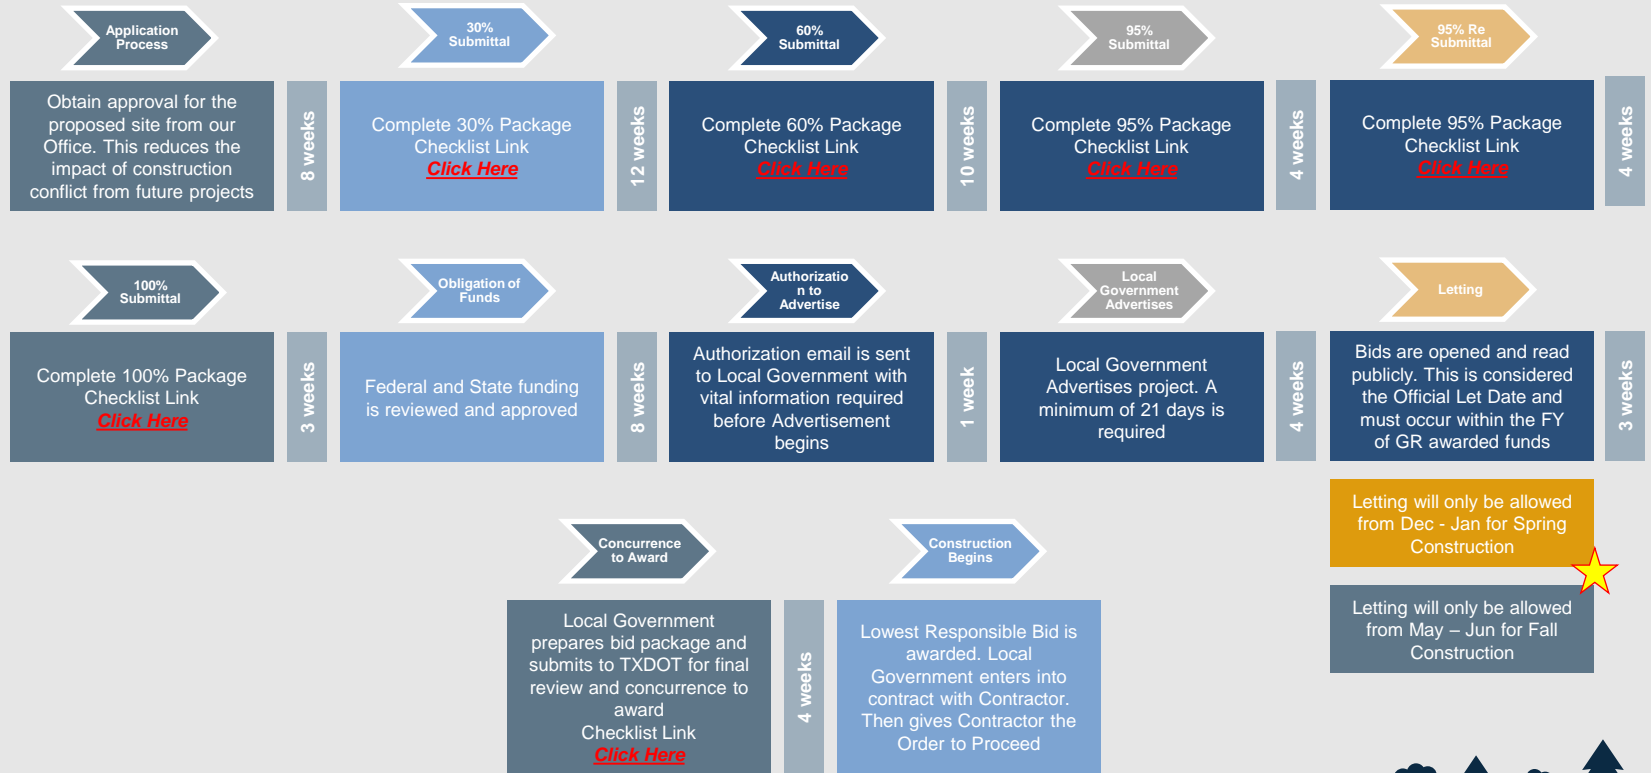 Application
Process
Obtain approval for the
proposed site from our
Office. This reduces the
impact of construction
conflict from future projects
8 weeks
30%
Submittal
Complete 30% Package
Checklist Link
Click Here
12 weeks
60%
Submittal
Complete 60% Package
Checklist Link
Click Here
10 weeks
95%
Submittal
Complete 95% Package
Checklist Link
Click Here
4 weeks
95% Re
Submittal
Complete 95% Package
Checklist Link
Click Here
4 weeks
100%
Submittal
Complete 100% Package
Checklist Link
Click Here
3 weeks
Obligation of
Funds
Federal and State funding
is reviewed and approved
8 weeks
Authorizatio
n to
Advertise
Authorization email is sent
to Local Government with
vital information required
before Advertisement
begins
1 week
Local
Government
Advertises
Local Government
Advertises project. A
minimum of 21 days is
required
4 weeks
Letting
Bids are opened and read
publicly. This is considered
the Official Let Date and
must occur within the FY
of GR awarded funds
3 weeks
Letting will only be allowed
from Dec - Jan for Spring
Construction
Letting will only be allowed
from May – Jun for Fall
Construction
Concurrence
to Award
Local Government
prepares bid package and
submits to TXDOT for final
review and concurrence to
award
Checklist Link
Click Here
4 weeks
Construction
Begins
Lowest Responsible Bid is
awarded. Local
Government enters into
contract with Contractor.
Then gives Contractor the
Order to Proceed